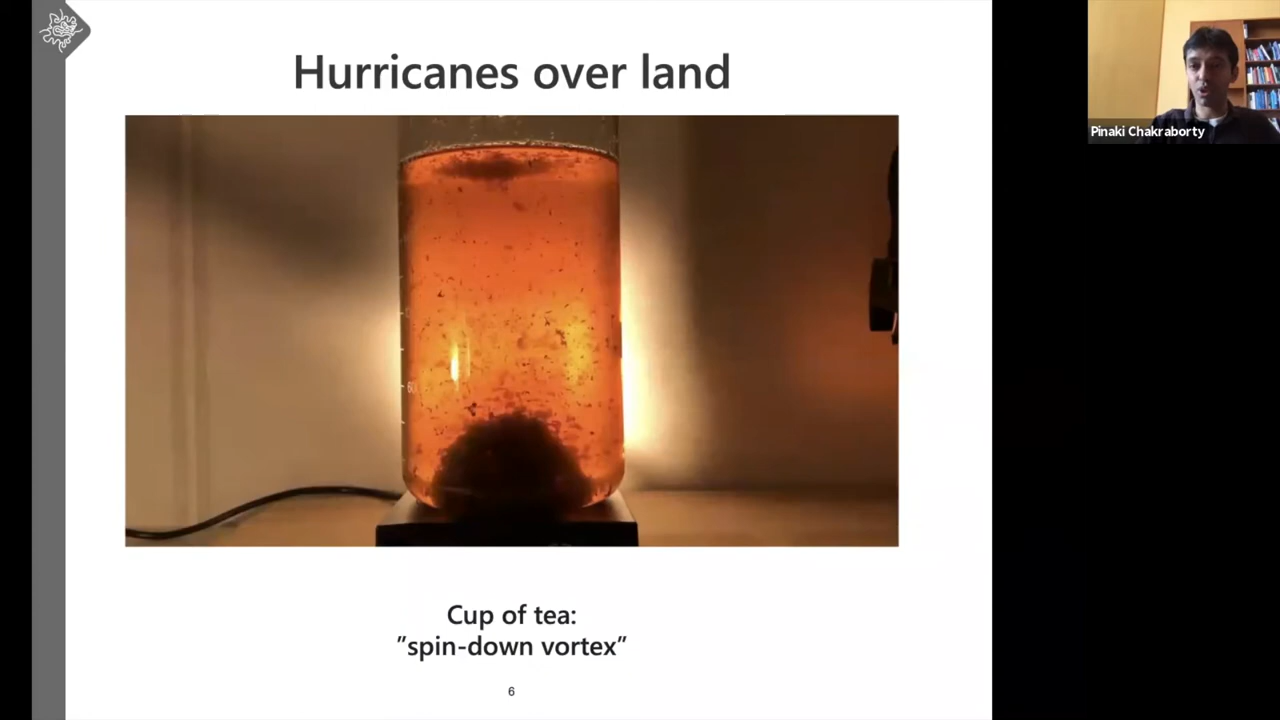 Hurricanes over land
Pinaki Chakraborty
Cup of tea:
”spin-down vortex”
6